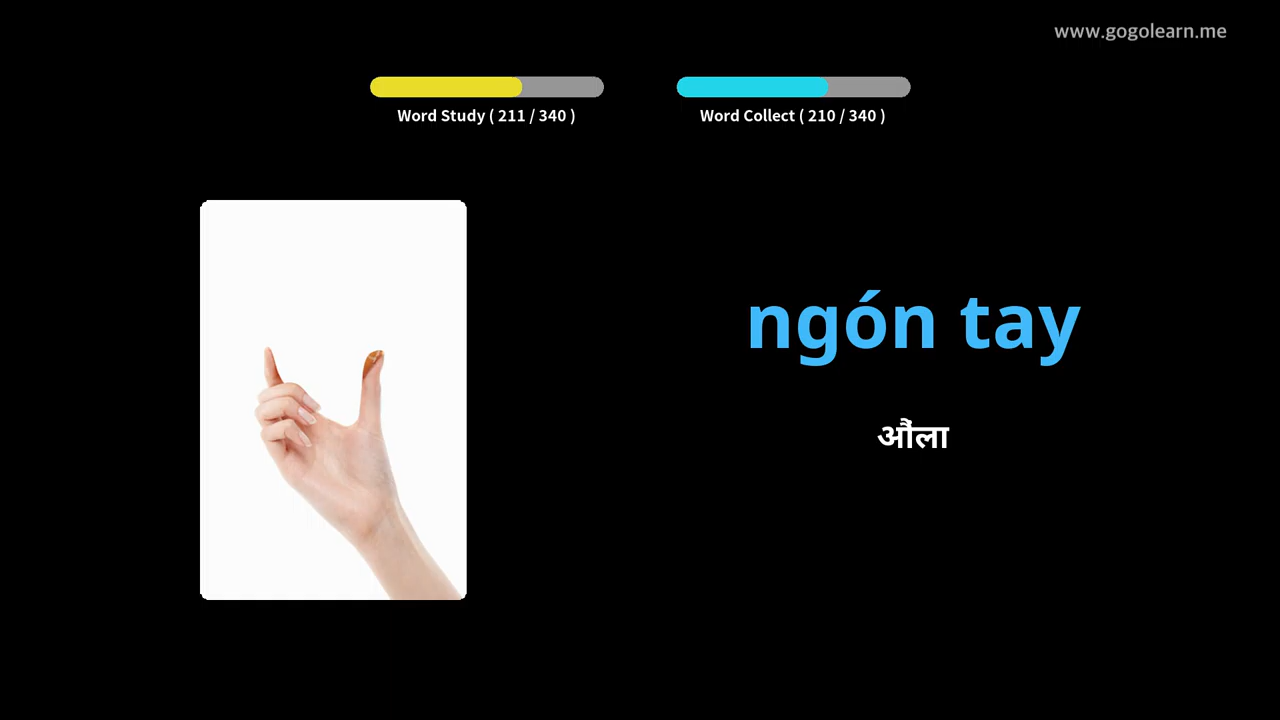 www.gogolearn.me
Word Study ( 211 / 340 )
Word Collect ( 210 / 340 )
ngón tay
औंला